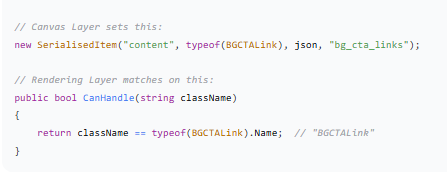 // Canvas Layer sets this:
new SerialisedItem("content", typeof(BGCTALink), json, "bg_cta_links");
// Rendering Layer matches on this:
public bool CanHandle(string className)
{
    return className == typeof(BGCTALink).Name;  // "BGCTALink"
}